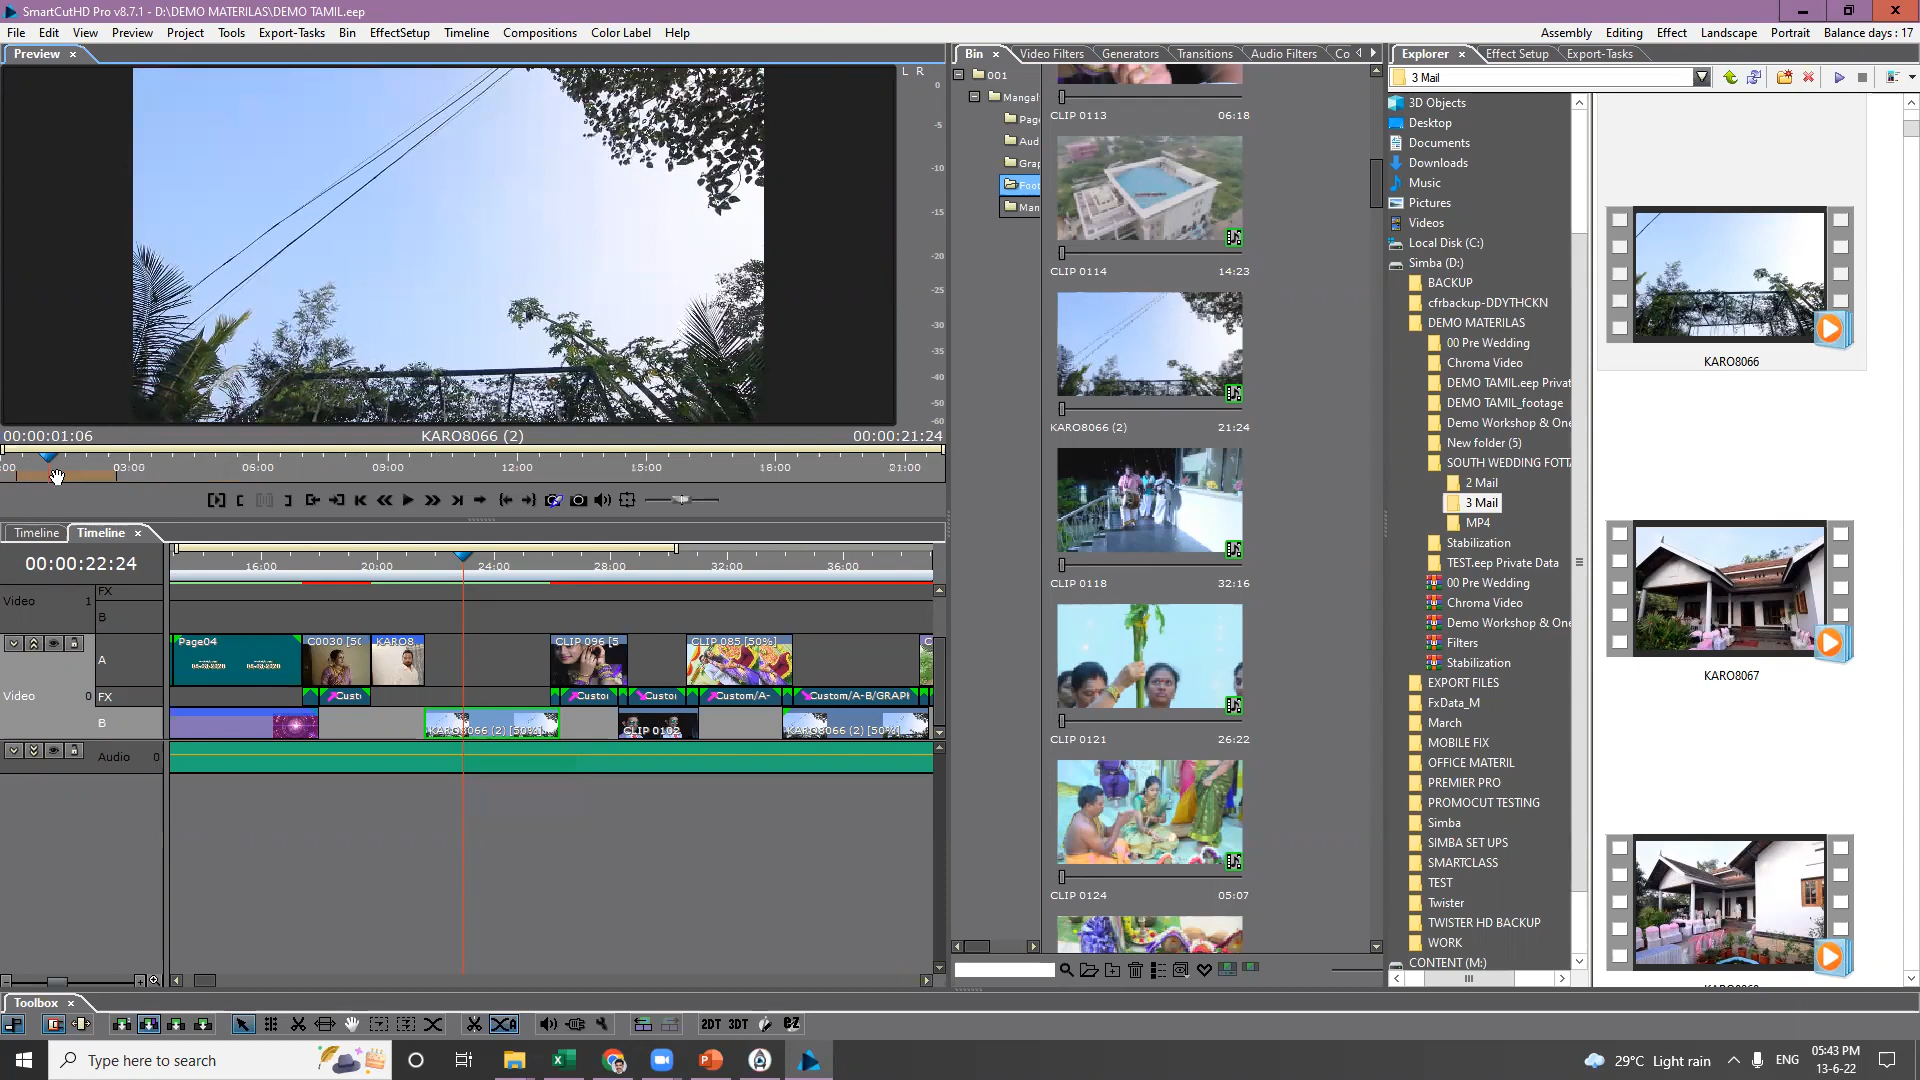 SmartCutHD Pro v8.7.1 - D:\DEMO MATERILAS\DEMO TAMIL.eep
File Edit View Preview Project Tools Export-Tasks Bin EffectSetup Timeline Compositions Color Label Help
Assembly Editing Effect Landscape Portrait Balance days : 17
Preview
L R
0
-5
-10
-15
-20
-25
-30
-35
-40
-50
-60
00:00:01:06 KARO8066 (2) 00:00:21:24
:00 03:00 06:00 09:00 12:00 15:00 18:00 21:00
Timeline Timeline
00:00:22:24
16:00 20:00 24:00 28:00 32:00 36:00
Video 1 FX
B
Page04 C0030 [50 KARO8 CLIP 096 [5 CLIP 085 [50%] C
A
Video 0 FX Custo Custo Custo Custom/A- Custom/A-B/GRAPH
B KARO8066 (2) [50%] CLIP 0102 KARO8066 (2) [50%]
Audio 0
Toolbox
2DT 3DT eZ
Bin Video Filters Generators Transitions Audio Filters Co
001
Mangal
Page
Aud
Grap
Foot
Man
CLIP 0113 06:18
CLIP 0114 14:23
KARO8066 (2) 21:24
CLIP 0118 32:16
CLIP 0121 26:22
CLIP 0124 05:07
Explorer Effect Setup Export-Tasks
3 Mail
3D Objects
Desktop
Documents
Downloads
Music
Pictures
Videos
Local Disk (C:)
Simba (D:)
BACKUP
cfrbackup-DDYTHCKN
DEMO MATERILAS
00 Pre Wedding
Chroma Video
DEMO TAMIL.eep Privat
DEMO TAMIL_footage
Demo Workshop & One
New folder (5)
SOUTH WEDDING FOTTA
2 Mail
3 Mail
MP4
Stabilization
TEST.eep Private Data
00 Pre Wedding
Chroma Video
Demo Workshop & One
Filters
Stabilization
EXPORT FILES
FxData_M
March
MOBILE FIX
OFFICE MATERIL
PREMIER PRO
PROMOCUT TESTING
Simba
SIMBA SET UPS
SMARTCLASS
TEST
Twister
TWISTER HD BACKUP
WORK
CONTENT (M:)
KARO8066
KARO8067
Type here to search
29°C Light rain
ENG
05:43 PM
13-6-22